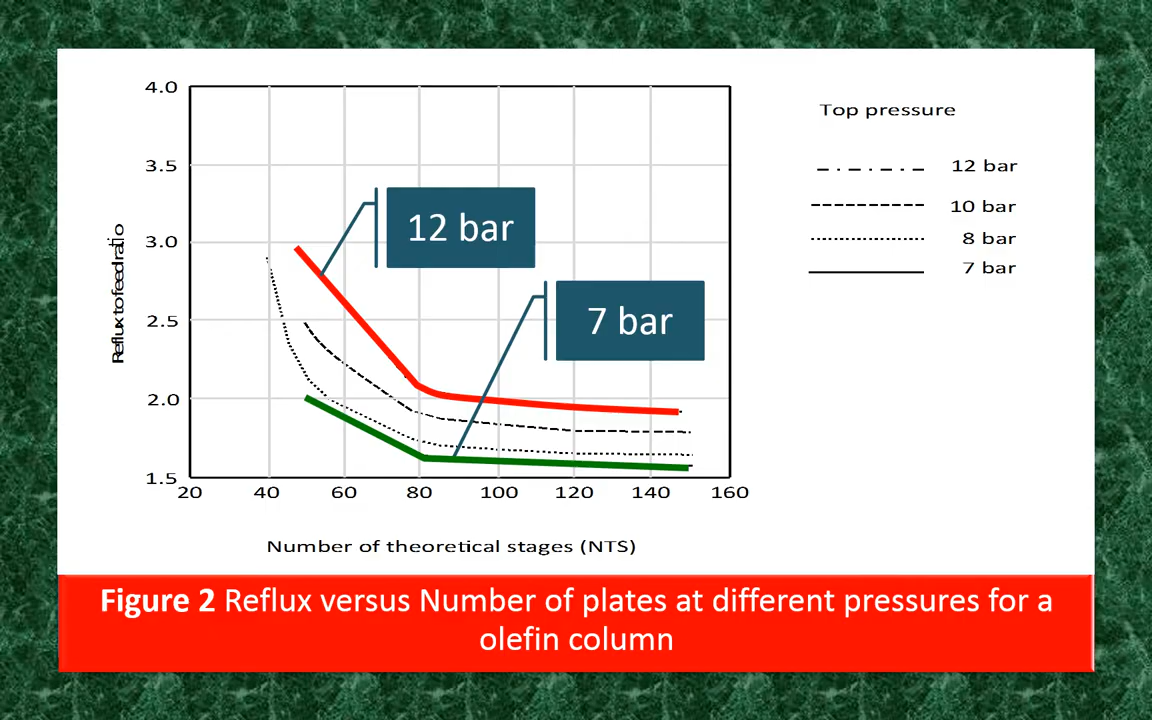 4.0
3.5
3.0
2.5
2.0
1.5
20 40 60 80 100 120 140 160
Reflux to feed ratio
Number of theoretical stages (NTS)
12 bar
7 bar
Top pressure
12 bar
10 bar
8 bar
7 bar
Figure 2 Reflux versus Number of plates at different pressures for a
olefin column